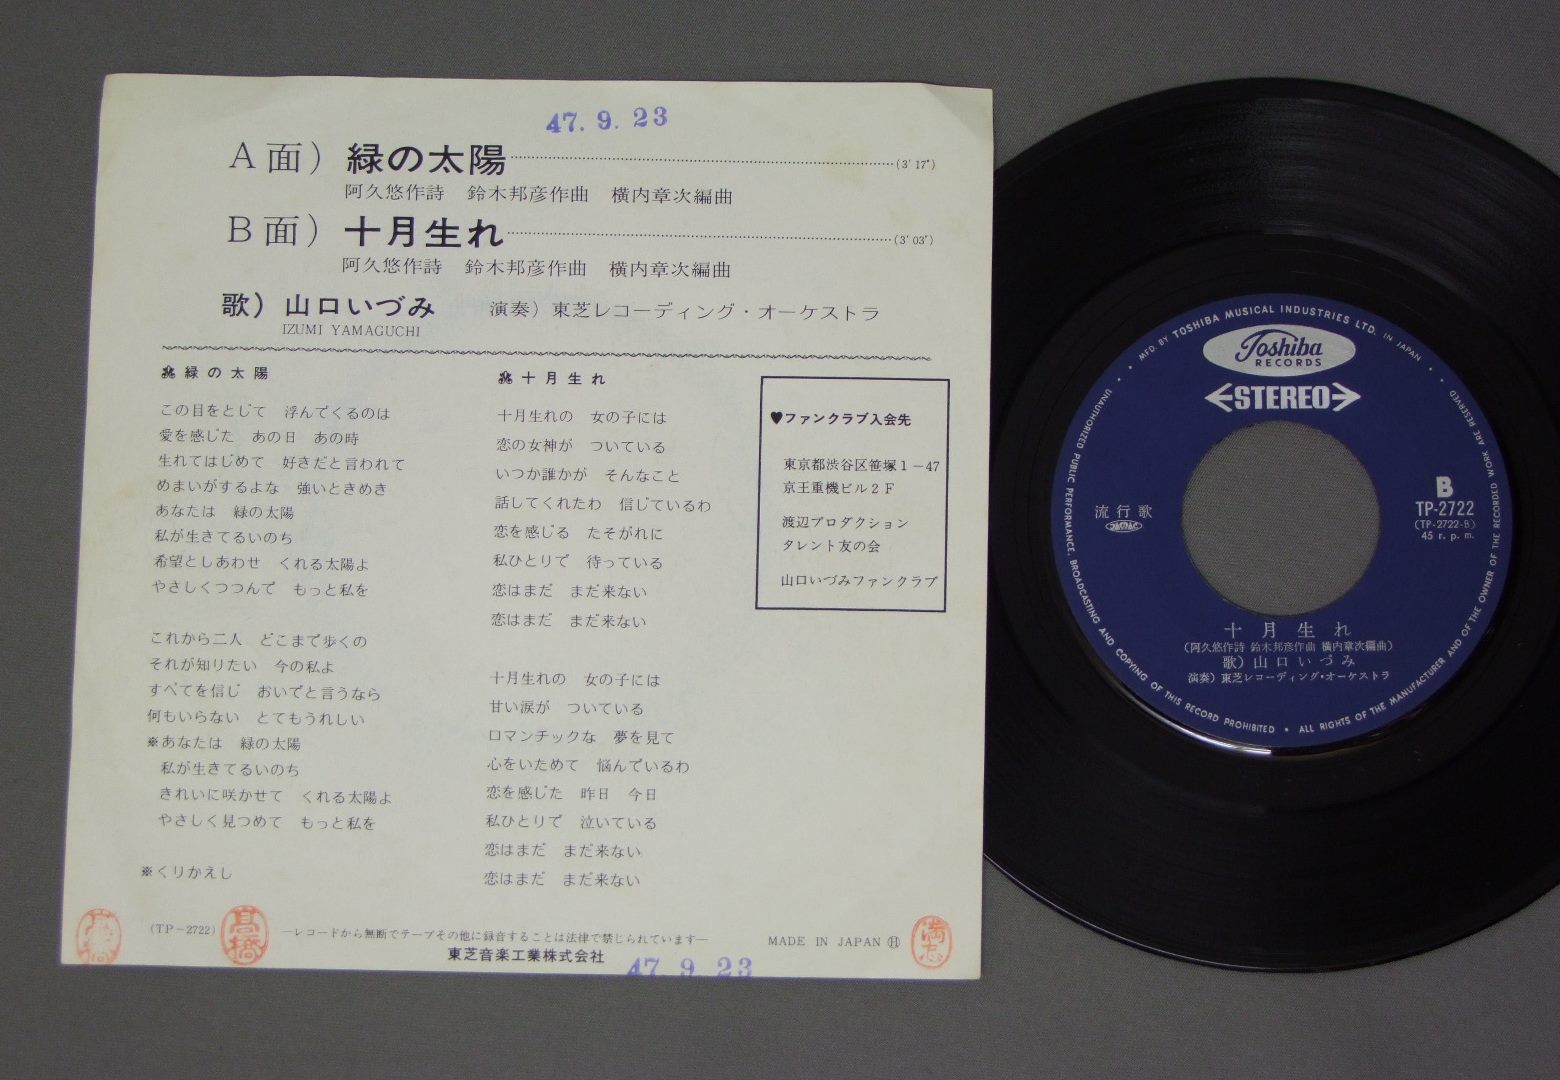 47. 9. 23
A面) 緑の太陽 (3′17″)
阿久悠作詩 鈴木邦彦作曲 横内章次編曲
B面) 十月生れ (3′03″)
阿久悠作詩 鈴木邦彦作曲 横内章次編曲
歌) 山口いづみ 演奏) 東芝レコーディング・オーケストラ
IZUMI YAMAGUCHI
緑の太陽
この目をとじて 浮んでくるのは
愛を感じた あの日 あの時
生れてはじめて 好きだと言われて
めまいがするよな 強いときめき
あなたは 緑の太陽
私が生きてるいのち
希望としあわせ くれる太陽よ
やさしくつつんで もっと私を
これから二人 どこまで歩くの
それが知りたい 今の私よ
すべてを信じ おいでと言うなら
何もいらない とてもうれしい
※あなたは 緑の太陽
私が生きてるいのち
きれいに咲かせて くれる太陽よ
やさしく見つめて もっと私を
※くりかえし
十月生れ
十月生れの 女の子には
恋の女神が ついている
いつか誰かが そんなこと
話してくれたわ 信じているわ
恋を感じる たそがれに
私ひとりで 待っている
恋はまだ まだ来ない
恋はまだ まだ来ない
十月生れの 女の子には
甘い涙が ついている
ロマンチックな 夢を見て
心をいためて 悩んでいるわ
恋を感じた 昨日 今日
私ひとりで 泣いている
恋はまだ まだ来ない
恋はまだ まだ来ない
♥ファンクラブ入会先
東京都渋谷区笹塚1-47
京王重機ビル2F
渡辺プロダクション
タレント友の会
山口いづみファンクラブ
(TP-2722)
髙橋
—レコードから無断でテープその他に録音することは法律で禁じられています—
東芝音楽工業株式会社
MADE IN JAPAN Ⓗ
47. 9. 23
MFD. BY TOSHIBA MUSICAL INDUSTRIES LTD. IN JAPAN
Toshiba
RECORDS
STEREO
流行歌
JASRAC
B
TP-2722
(TP-2722-B)
45 r. p. m.
十月生れ
(阿久悠作詩 鈴木邦彦作曲 横内章次編曲)
歌) 山口いづみ
演奏) 東芝レコーディング・オーケストラ
UNAUTHORIZED PUBLIC PERFORMANCE, BROADCASTING AND COPYING OF THIS RECORD PROHIBITED • ALL RIGHTS OF THE MANUFACTURER AND OF THE OWNER OF THE RECORDED WORK ARE RESERVED